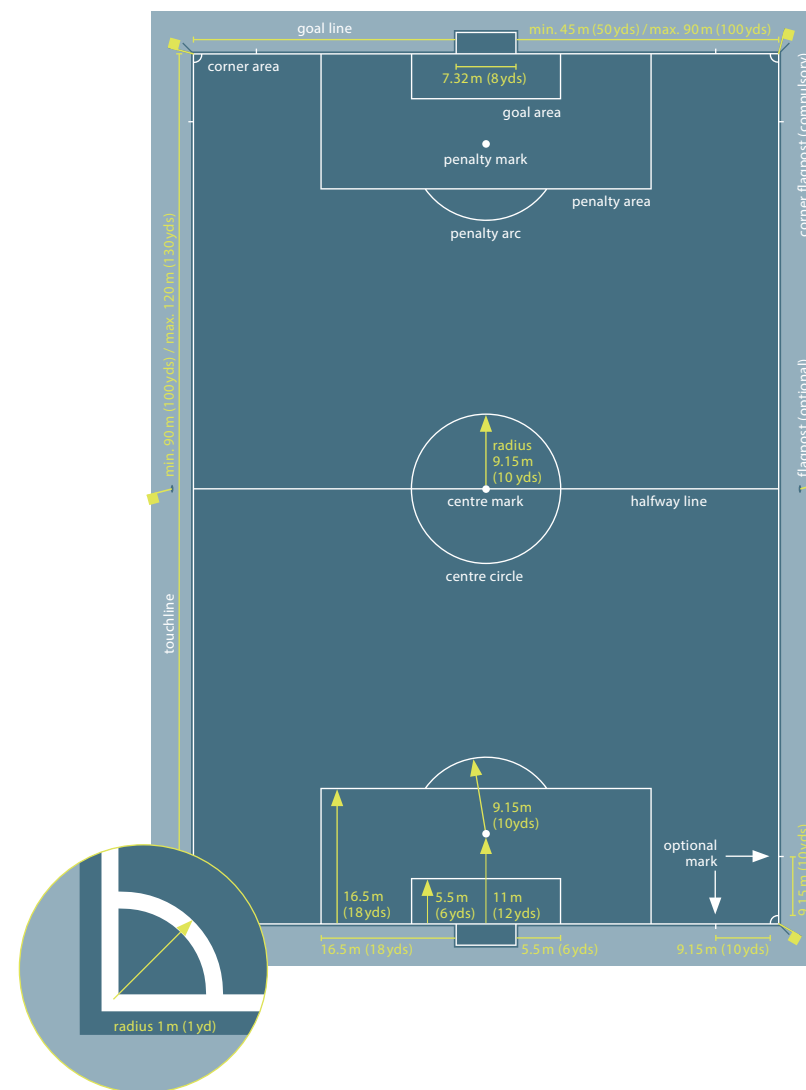 goal line
min. 45 m (50 yds) / max. 90 m (100 yds)
corner area
7.32 m (8 yds)
goal area
penalty mark
penalty area
penalty arc
corner flagpost (compulsory)
min. 90 m (100 yds) / max. 120 m (130 yds)
flagpost (optional)
radius
9.15 m
(10 yds)
centre mark
halfway line
centre circle
touchline
9.15 m
(10 yds)
optional
mark
16.5 m
(18 yds)
5.5 m
(6 yds)
11 m
(12 yds)
9.15 m (10 yds)
16.5 m (18 yds)
5.5 m (6 yds)
9.15 m (10 yds)
radius 1 m (1 yd)